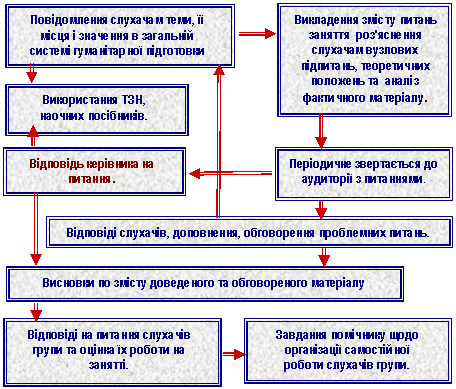 Повідомлення слухачам теми, її
місця і значення в загальній
системі гуманітарної підготовки
Викладення змісту питань
заняття роз'яснення
слухачам вузлових
підпитань, теоретичних
положень та аналіз
фактичного матеріалу.
Використання ТЗН,
наочних посібників.
Відповідь керівника на
питання.
Періодичне звертається до
аудиторії з питаннями.
Відповіді слухачів, доповнення, обговорення проблемних питань.
Висновки по змісту доведеного та обговореного матеріалу
Відповіді на питання слухачів
групи та оцінка їх роботи на
занятті.
Завдання помічнику щодо
організації самостійної
роботи слухачів групи.